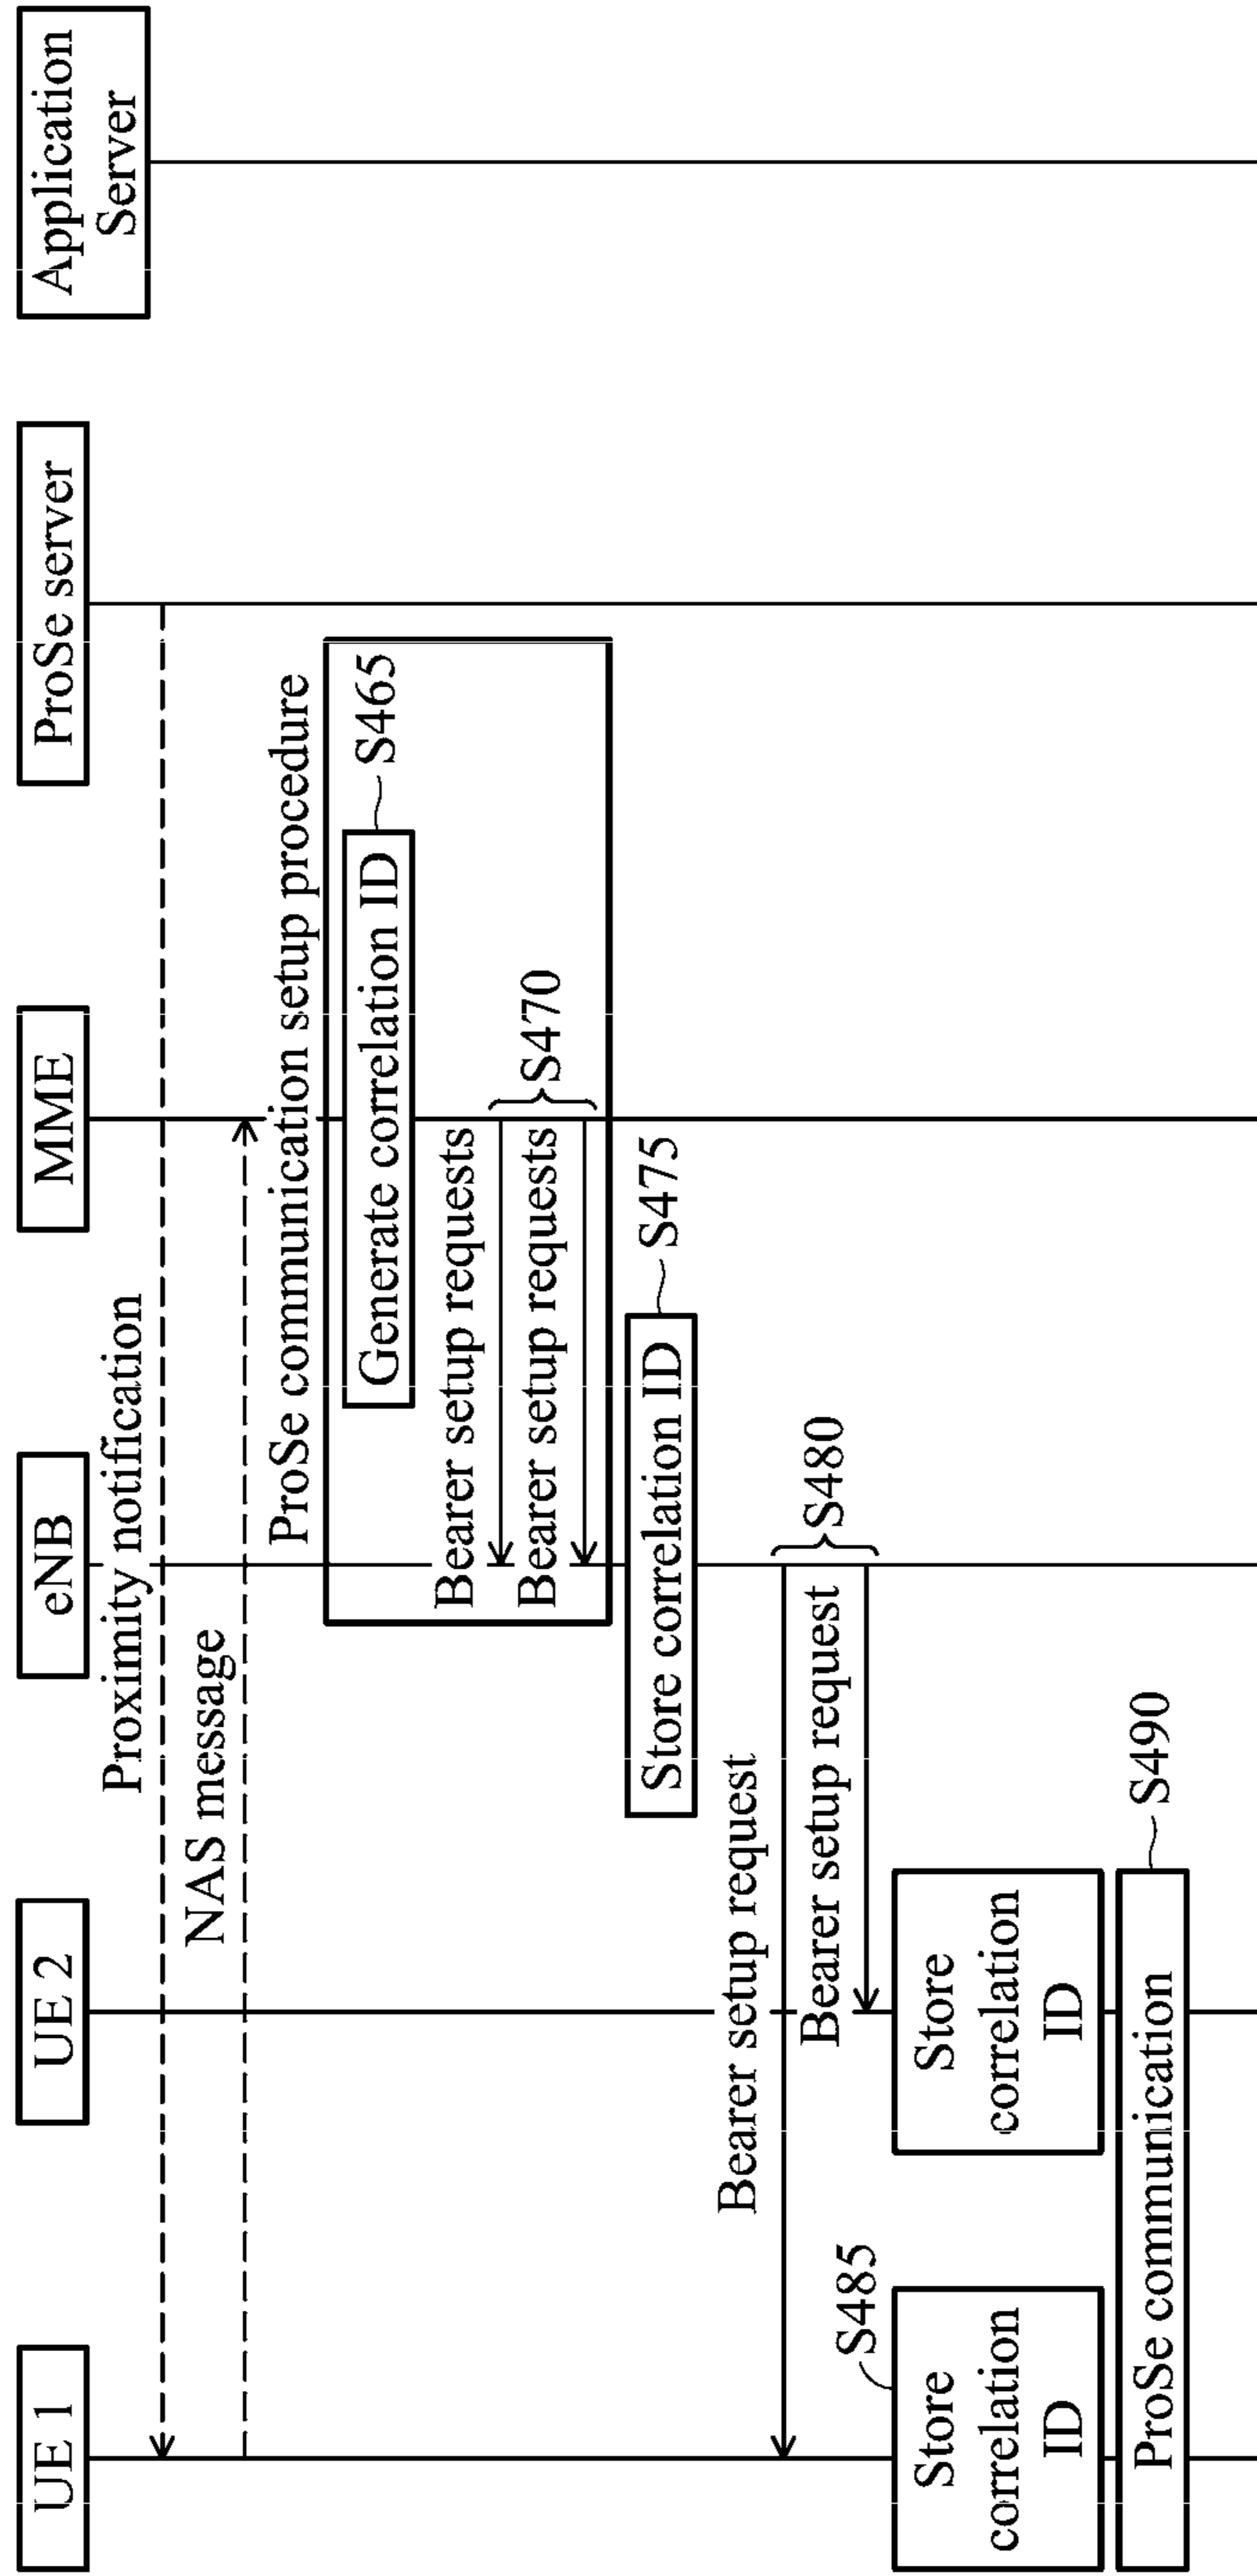 UE 1
UE 2
eNB
MME
ProSe server
Application
Server
Proximity notification
NAS message
ProSe communication setup procedure
Generate correlation ID
S465
Bearer setup requests
Bearer setup requests
S470
Store correlation ID
S475
Bearer setup request
Bearer setup request
S480
S485
Store
correlation
ID
Store
correlation
ID
ProSe communication
S490